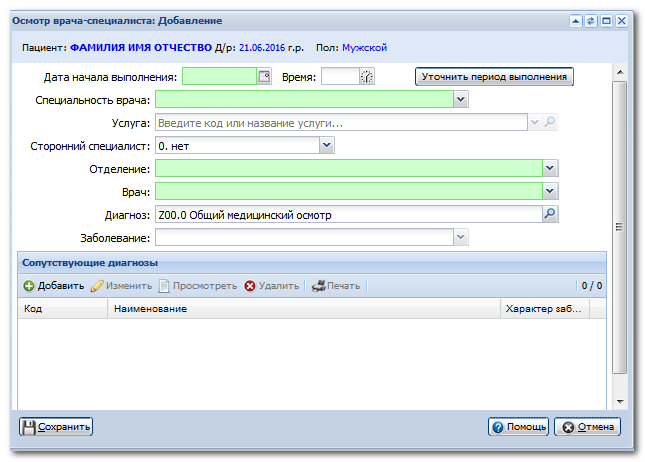 Осмотр врача-специалиста: Добавление
Пациент: ФАМИЛИЯ ИМЯ ОТЧЕСТВО Д/р: 21.06.2016 г.р. Пол: Мужской
Дата начала выполнения: Время: Уточнить период выполнения
Специальность врача:
Услуга: Введите код или название услуги...
Сторонний специалист: 0. нет
Отделение:
Врач:
Диагноз: Z00.0 Общий медицинский осмотр
Заболевание:
Сопутствующие диагнозы
Добавить Изменить Просмотреть Удалить Печать 0 / 0
Код Наименование Характер заб...
Сохранить Помощь Отмена